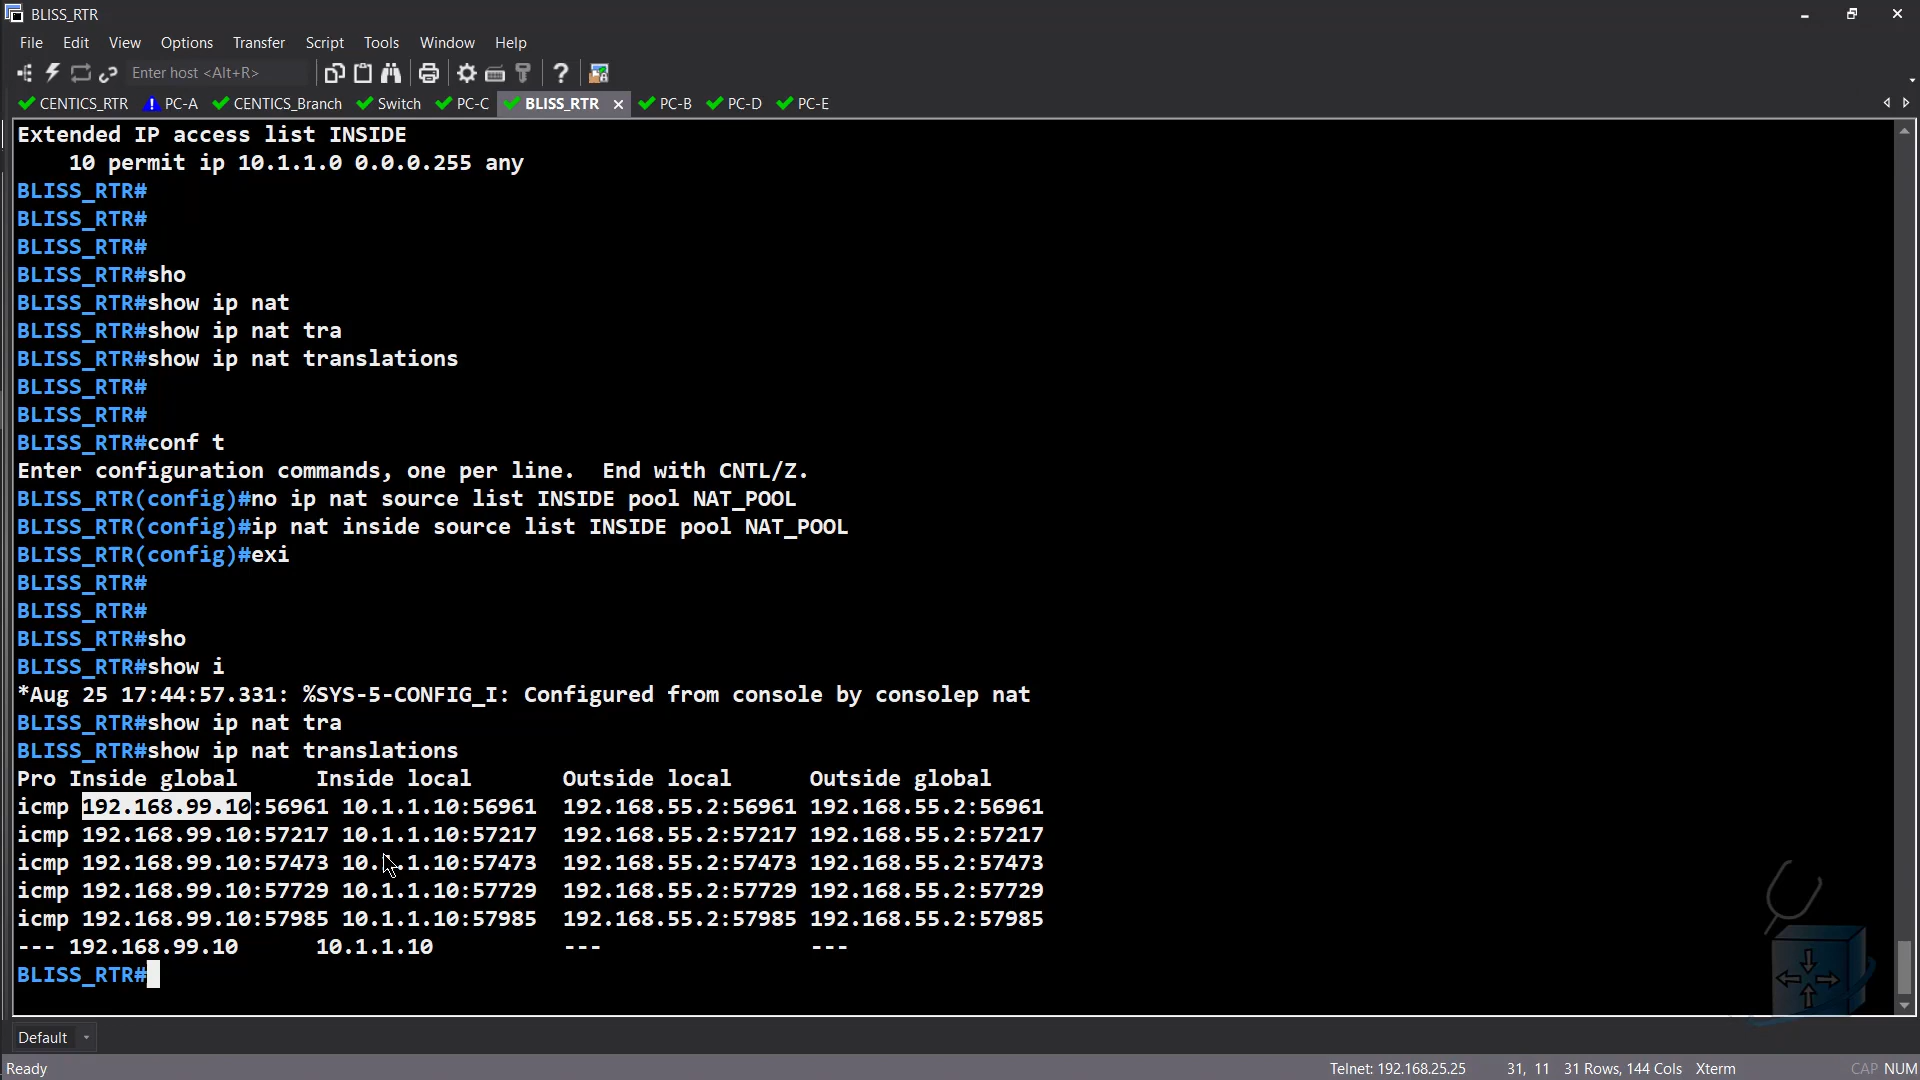 BLISS_RTR
File Edit View Options Transfer Script Tools Window Help
Enter host <Alt+R>
CENTICS_RTR PC-A CENTICS_Branch Switch PC-C BLISS_RTR PC-B PC-D PC-E
Extended IP access list INSIDE
    10 permit ip 10.1.1.0 0.0.0.255 any
BLISS_RTR#
BLISS_RTR#
BLISS_RTR#
BLISS_RTR#sho
BLISS_RTR#show ip nat
BLISS_RTR#show ip nat tra
BLISS_RTR#show ip nat translations
BLISS_RTR#
BLISS_RTR#
BLISS_RTR#conf t
Enter configuration commands, one per line.  End with CNTL/Z.
BLISS_RTR(config)#no ip nat source list INSIDE pool NAT_POOL
BLISS_RTR(config)#ip nat inside source list INSIDE pool NAT_POOL
BLISS_RTR(config)#exi
BLISS_RTR#
BLISS_RTR#
BLISS_RTR#sho
BLISS_RTR#show i
*Aug 25 17:44:57.331: %SYS-5-CONFIG_I: Configured from console by consolep nat
BLISS_RTR#show ip nat tra
BLISS_RTR#show ip nat translations
Pro Inside global      Inside local       Outside local      Outside global
icmp 192.168.99.10:56961 10.1.1.10:56961  192.168.55.2:56961 192.168.55.2:56961
icmp 192.168.99.10:57217 10.1.1.10:57217  192.168.55.2:57217 192.168.55.2:57217
icmp 192.168.99.10:57473 10.1.1.10:57473  192.168.55.2:57473 192.168.55.2:57473
icmp 192.168.99.10:57729 10.1.1.10:57729  192.168.55.2:57729 192.168.55.2:57729
icmp 192.168.99.10:57985 10.1.1.10:57985  192.168.55.2:57985 192.168.55.2:57985
--- 192.168.99.10      10.1.1.10          ---                ---
BLISS_RTR#
Default
Ready Telnet: 192.168.25.25 31, 11 31 Rows, 144 Cols Xterm CAP NUM